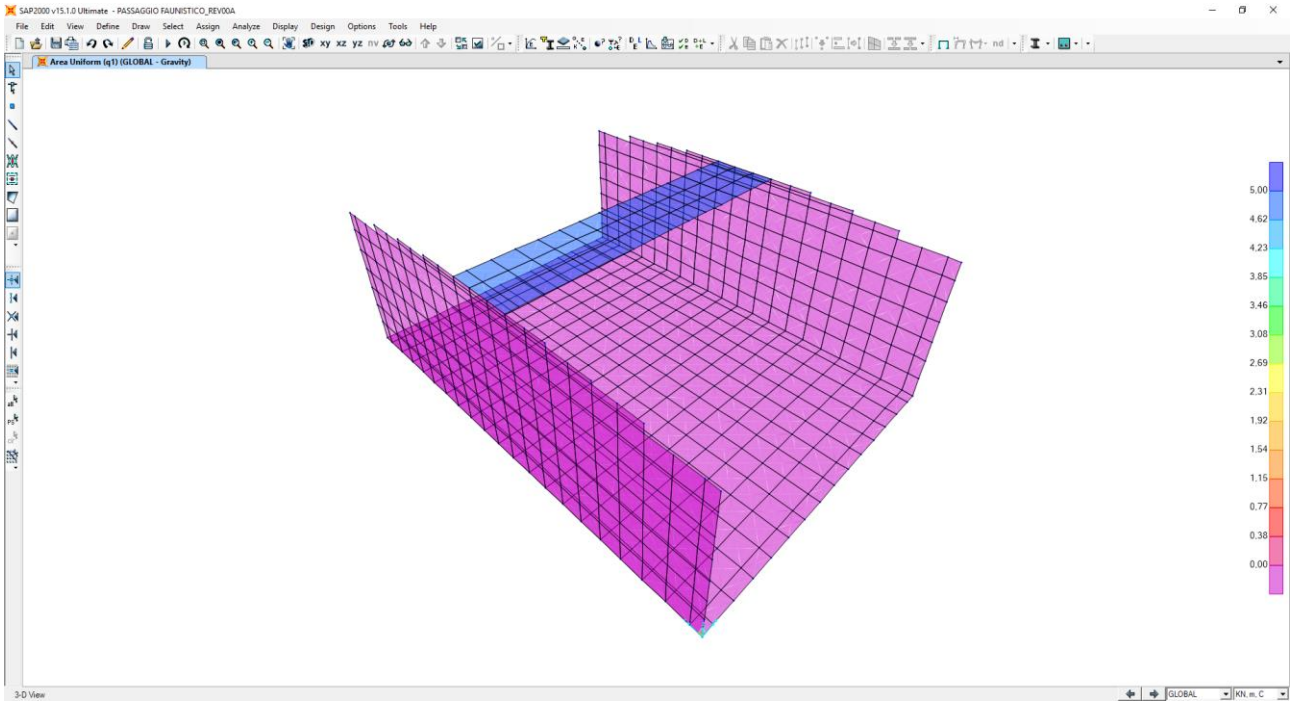 SAP2000 v15.1.0 Ultimate - PASSAGGIO FAUNISTICO_REV00A
File Edit View Define Draw Select Assign Analyze Display Design Options Tools Help
xy xz yz nv
nd
Area Uniform (q1) (GLOBAL - Gravity)
5.00
4.62
4.23
3.85
3.46
3.08
2.69
2.31
1.92
1.54
1.15
0.77
0.38
0.00
3-D View
GLOBAL
KN, m, C